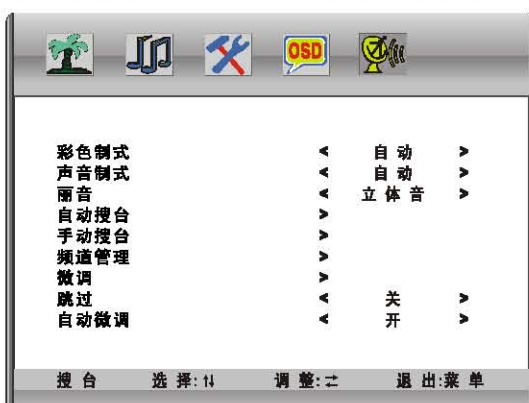 OSD
彩色制式 < 自动 >
声音制式 < 自动 >
丽音 < 立体音 >
自动搜台 >
手动搜台 >
频道管理 >
微调 >
跳过 < 关 >
自动微调 < 开 >
搜台 选择:⇅ 调整:⇄ 退出:菜单